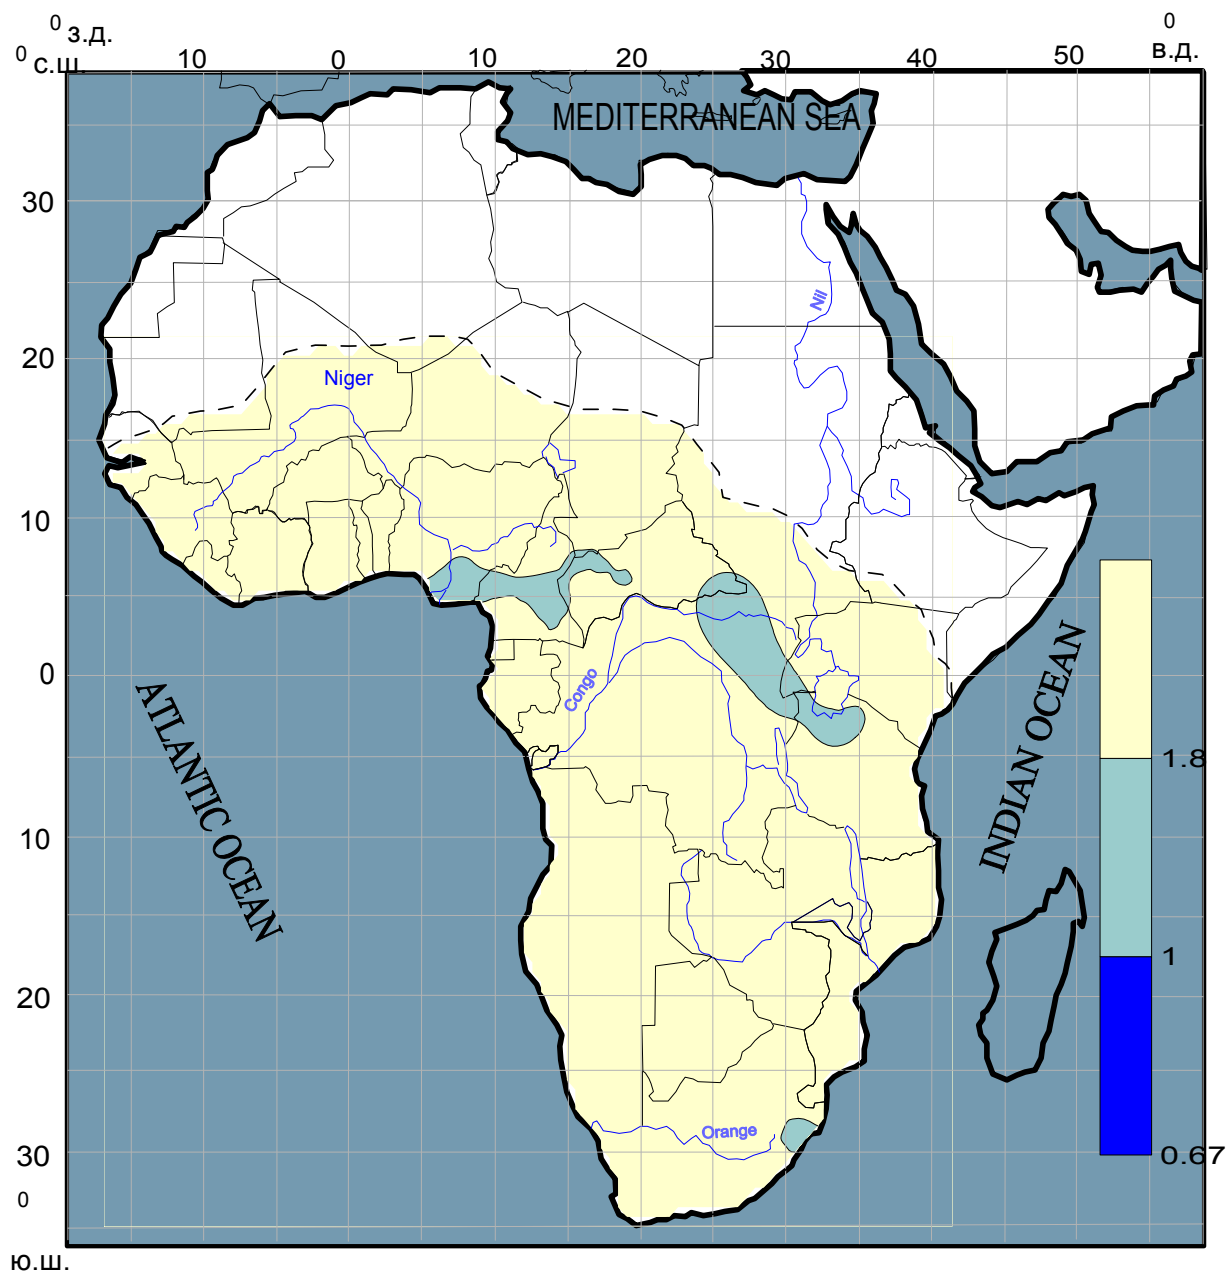 0 з.д.
0
0 с.ш.
10
0
10
20
30
40
50
в.д.
MEDITERRANEAN SEA
30
Nil
20
Niger
10
0
Congo
ATLANTIC OCEAN
INDIAN OCEAN
1.8
10
1
20
Orange
30
0.67
0
ю.ш.